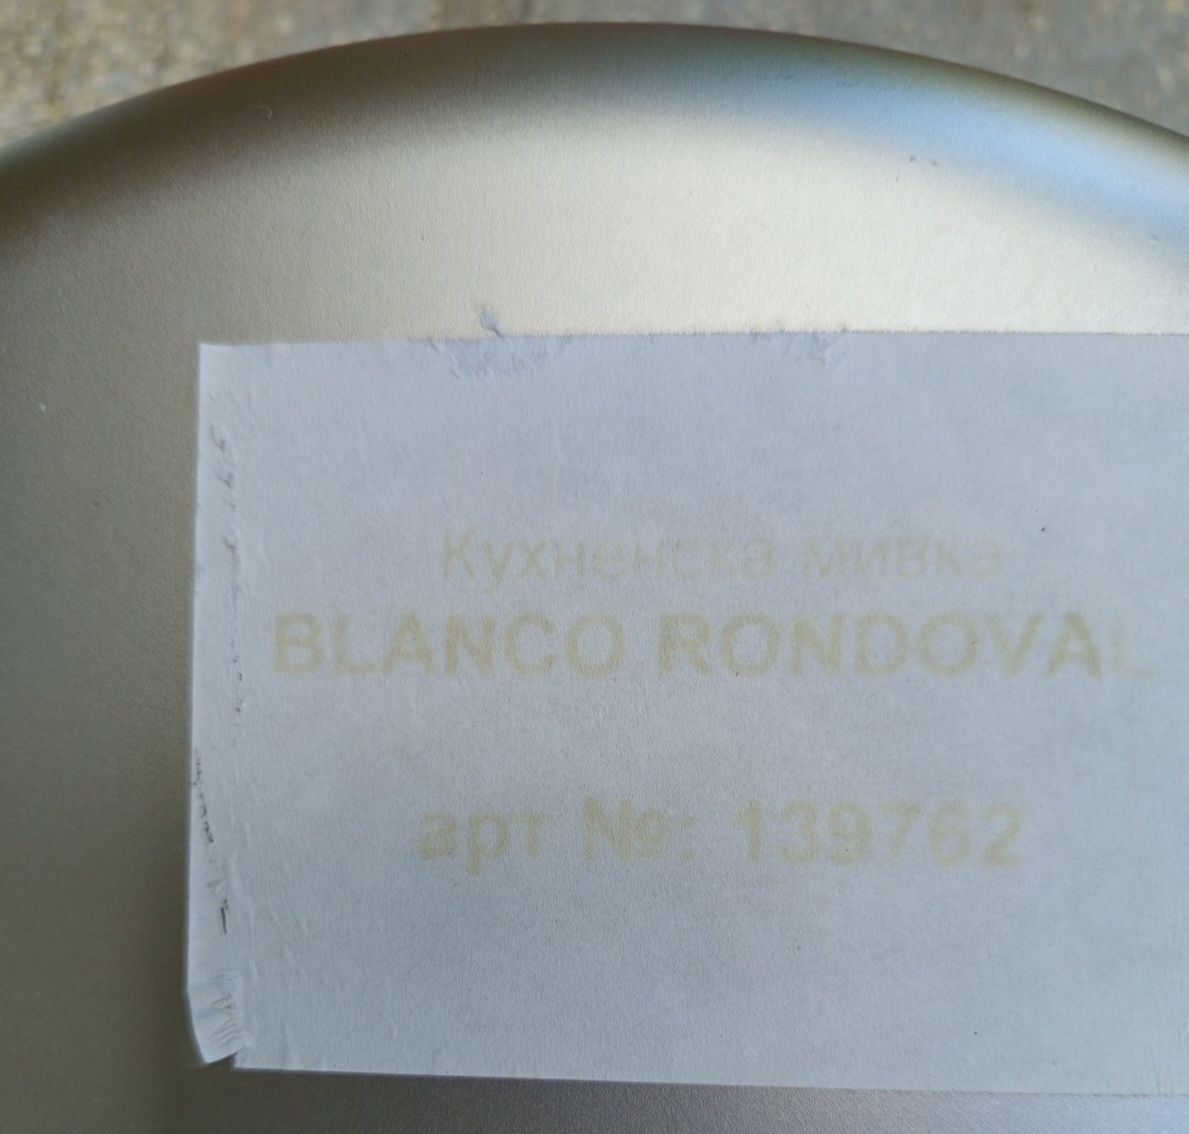 Кухненска мивка
BLANCO RONDOVAL
арт №: 139762